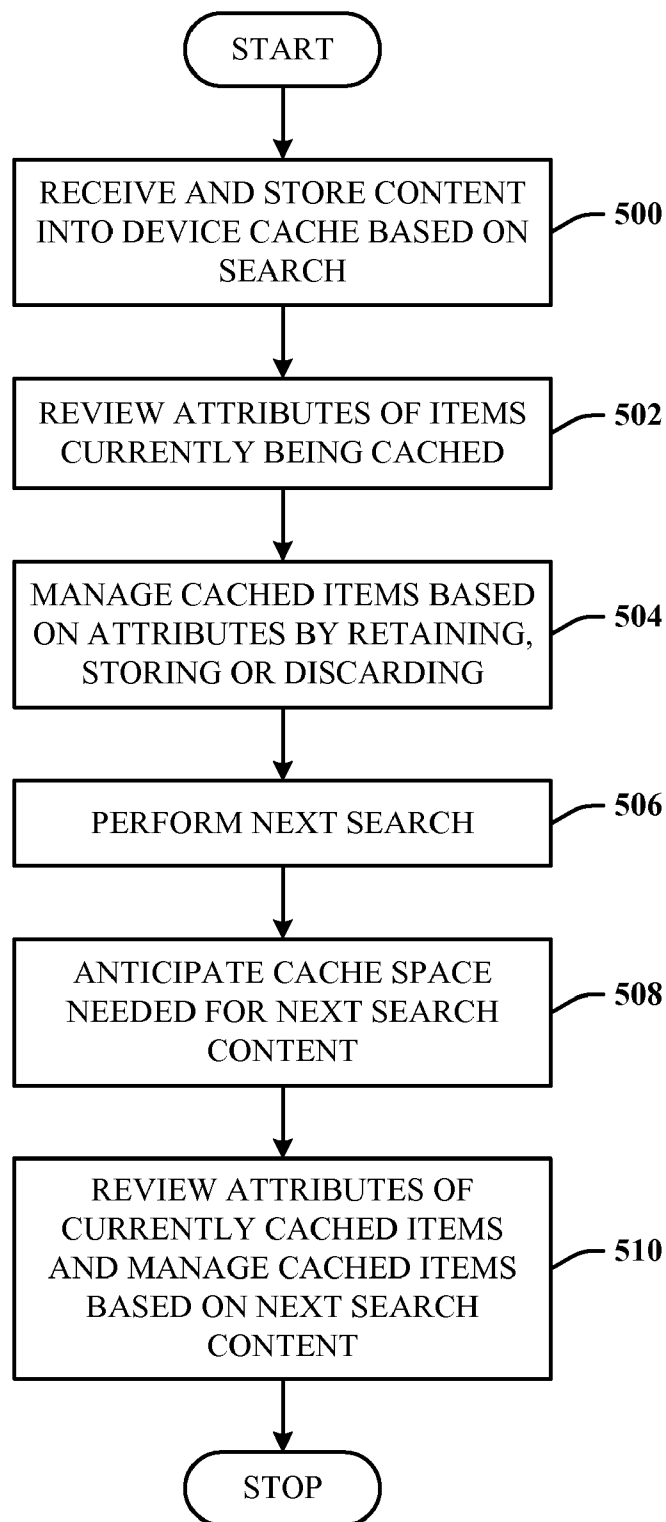 START
RECEIVE AND STORE CONTENT
INTO DEVICE CACHE BASED ON
SEARCH
500
REVIEW ATTRIBUTES OF ITEMS
CURRENTLY BEING CACHED
502
MANAGE CACHED ITEMS BASED
ON ATTRIBUTES BY RETAINING,
STORING OR DISCARDING
504
PERFORM NEXT SEARCH
506
ANTICIPATE CACHE SPACE
NEEDED FOR NEXT SEARCH
CONTENT
508
REVIEW ATTRIBUTES OF
CURRENTLY CACHED ITEMS
AND MANAGE CACHED ITEMS
BASED ON NEXT SEARCH
CONTENT
510
STOP